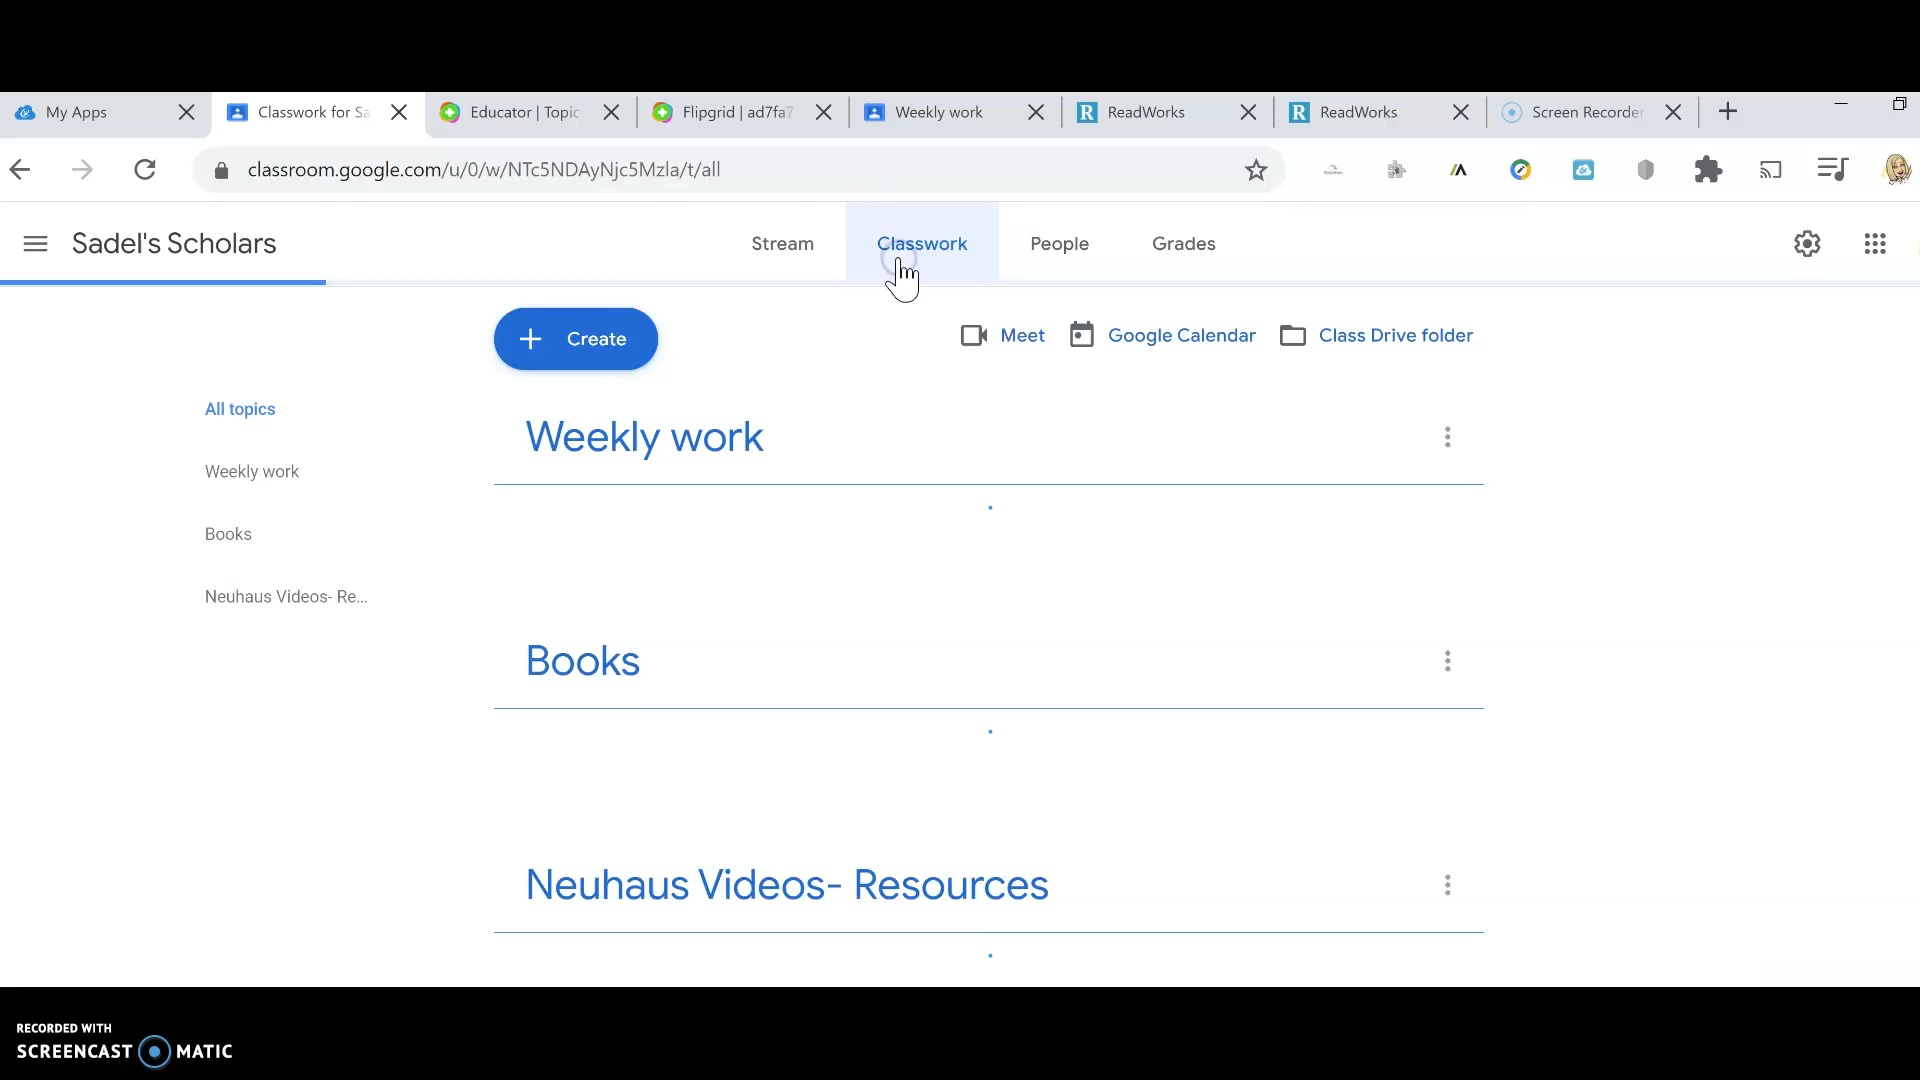 My Apps
Classwork for Sa
Educator | Topic
Flipgrid | ad7fa7
Weekly work
ReadWorks
ReadWorks
Screen Recorder
classroom.google.com/u/0/w/NTc5NDAyNjc5Mzla/t/all
Sadel's Scholars
Stream
Classwork
People
Grades
Create
Meet
Google Calendar
Class Drive folder
All topics
Weekly work
Books
Neuhaus Videos- Re...
Weekly work
Books
Neuhaus Videos- Resources
RECORDED WITH
SCREENCAST MATIC